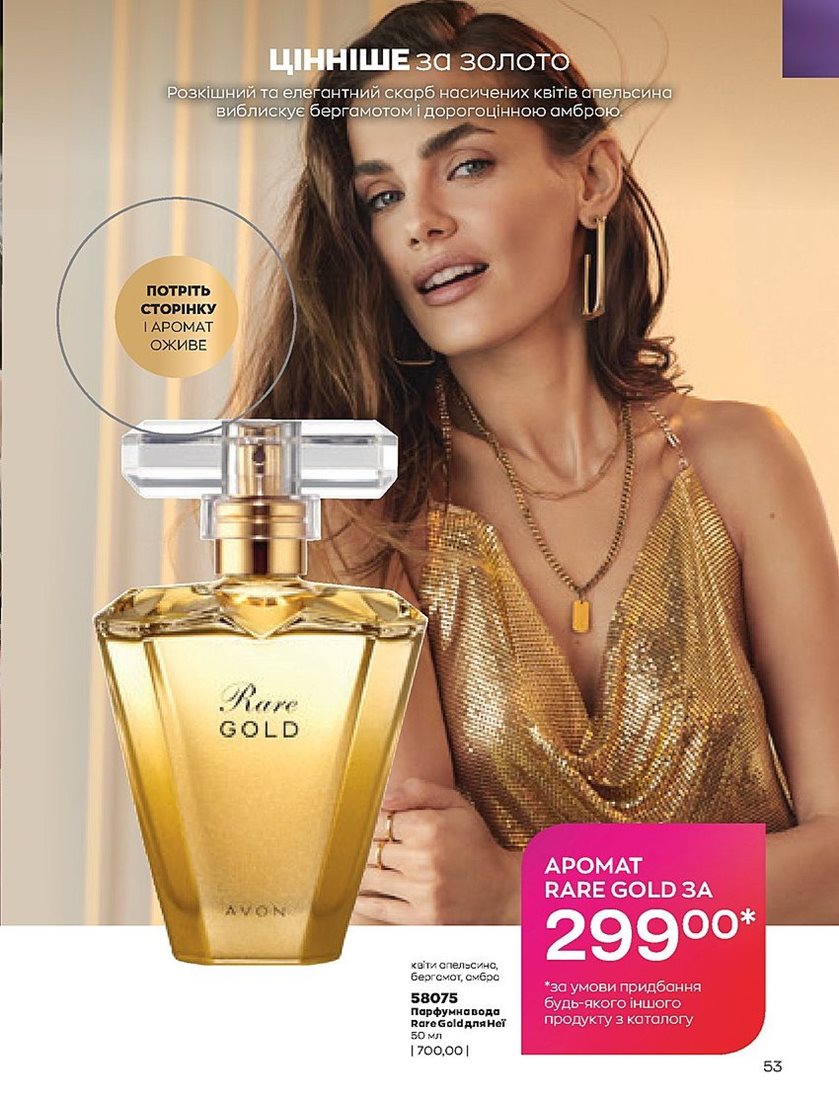 ЦІННІШЕ за золото
Розкішний та елегантний скарб насичених квітів апельсина
виблискує бергамотом і дорогоцінною амброю.
ПОТРІТЬ
СТОРІНКУ
І АРОМАТ
ОЖИВЕ
Rare
GOLD
AVON
АРОМАТ
RARE GOLD ЗА
299⁰⁰*
*за умови придбання
будь-якого іншого
продукту з каталогу
квіти апельсина,
бергамот, амбра
58075
Парфумна вода
Rare Gold для Неї
50 мл
| 700,00 |
53